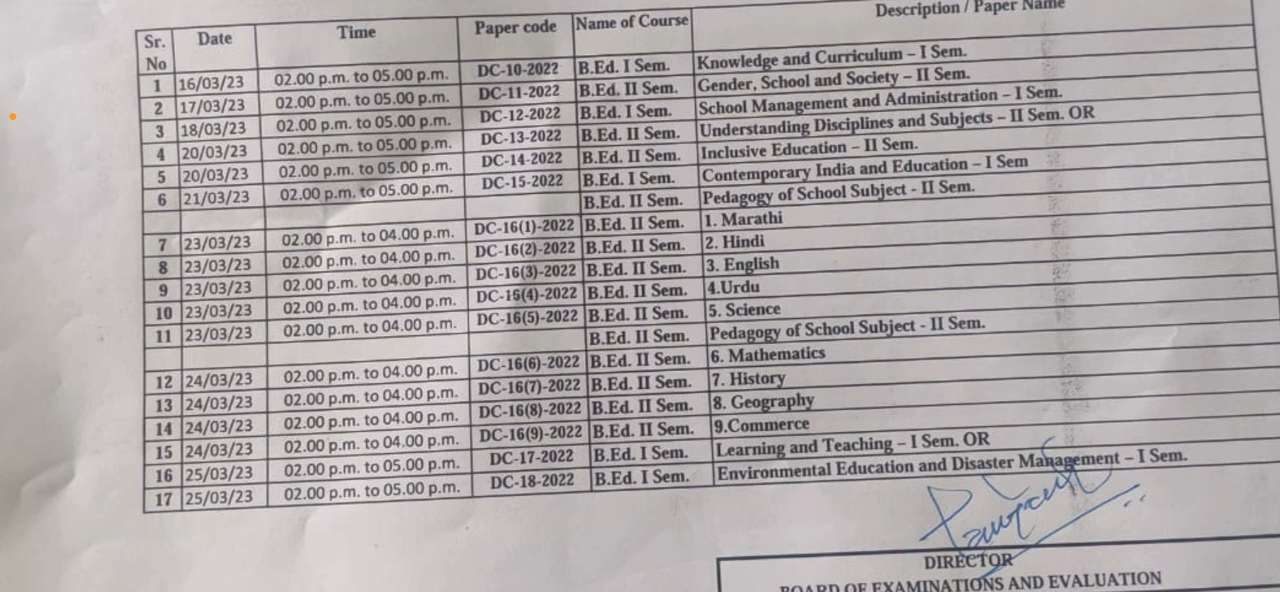 Sr. No Date Time Paper code Name of Course Description / Paper Name
1 16/03/23 02.00 p.m. to 05.00 p.m. DC-10-2022 B.Ed. I Sem. Knowledge and Curriculum – I Sem.
2 17/03/23 02.00 p.m. to 05.00 p.m. DC-11-2022 B.Ed. II Sem. Gender, School and Society – II Sem.
3 18/03/23 02.00 p.m. to 05.00 p.m. DC-12-2022 B.Ed. I Sem. School Management and Administration – I Sem.
4 20/03/23 02.00 p.m. to 05.00 p.m. DC-13-2022 B.Ed. II Sem. Understanding Disciplines and Subjects – II Sem. OR
5 20/03/23 02.00 p.m. to 05.00 p.m. DC-14-2022 B.Ed. II Sem. Inclusive Education – II Sem.
6 21/03/23 02.00 p.m. to 05.00 p.m. DC-15-2022 B.Ed. I Sem. Contemporary India and Education – I Sem
B.Ed. II Sem. Pedagogy of School Subject - II Sem.
7 23/03/23 02.00 p.m. to 04.00 p.m. DC-16(1)-2022 B.Ed. II Sem. 1. Marathi
8 23/03/23 02.00 p.m. to 04.00 p.m. DC-16(2)-2022 B.Ed. II Sem. 2. Hindi
9 23/03/23 02.00 p.m. to 04.00 p.m. DC-16(3)-2022 B.Ed. II Sem. 3. English
10 23/03/23 02.00 p.m. to 04.00 p.m. DC-16(4)-2022 B.Ed. II Sem. 4.Urdu
11 23/03/23 02.00 p.m. to 04.00 p.m. DC-16(5)-2022 B.Ed. II Sem. 5. Science
B.Ed. II Sem. Pedagogy of School Subject - II Sem.
12 24/03/23 02.00 p.m. to 04.00 p.m. DC-16(6)-2022 B.Ed. II Sem. 6. Mathematics
13 24/03/23 02.00 p.m. to 04.00 p.m. DC-16(7)-2022 B.Ed. II Sem. 7. History
14 24/03/23 02.00 p.m. to 04.00 p.m. DC-16(8)-2022 B.Ed. II Sem. 8. Geography
15 24/03/23 02.00 p.m. to 04.00 p.m. DC-16(9)-2022 B.Ed. II Sem. 9.Commerce
16 25/03/23 02.00 p.m. to 05.00 p.m. DC-17-2022 B.Ed. I Sem. Learning and Teaching – I Sem. OR
17 25/03/23 02.00 p.m. to 05.00 p.m. DC-18-2022 B.Ed. I Sem. Environmental Education and Disaster Management – I Sem.
DIRECTOR
BOARD OF EXAMINATIONS AND EVALUATION